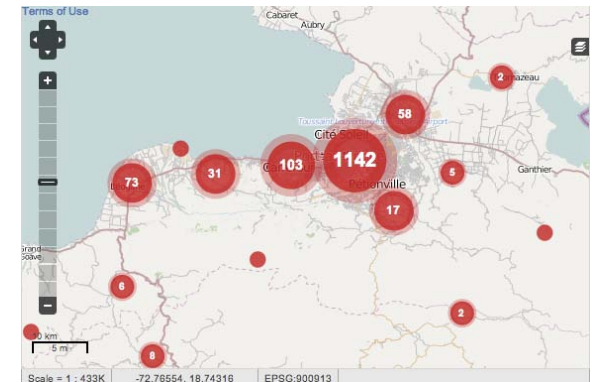 Terms of Use
Cabaret
Aubry
2
58
Cité Soleil
1142
103
31
73
5
Ganthier
Pétionville
17
Grand-
Goave
6
2
8
10 km
5 mi
Scale = 1 : 433K
-72.76554, 18.74316
EPSG:900913